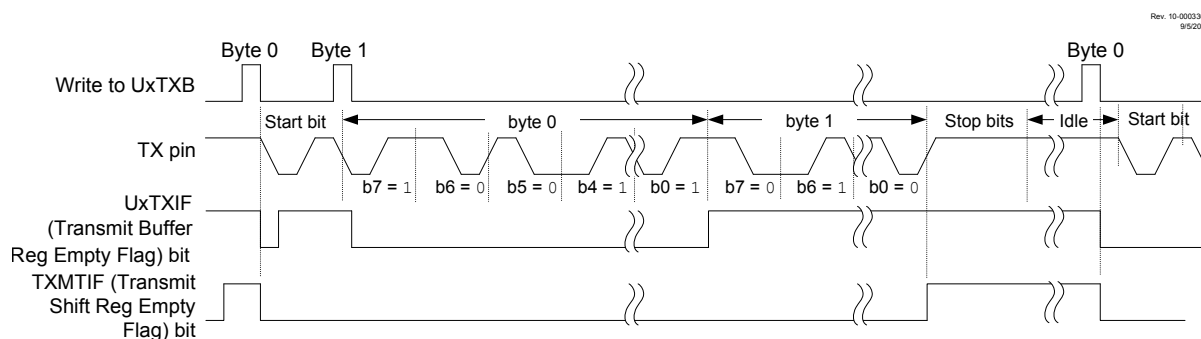 Rev. 10-00033
9/5/20
Byte 0 Byte 1 Byte 0
Write to UxTXB
Start bit byte 0 byte 1 Stop bits Idle Start bit
TX pin
b7 = 1 b6 = 0 b5 = 0 b4 = 1 b0 = 1 b7 = 0 b6 = 1 b0 = 0
UxTXIF
(Transmit Buffer
Reg Empty Flag) bit
TXMTIF (Transmit
Shift Reg Empty
Flag) bit